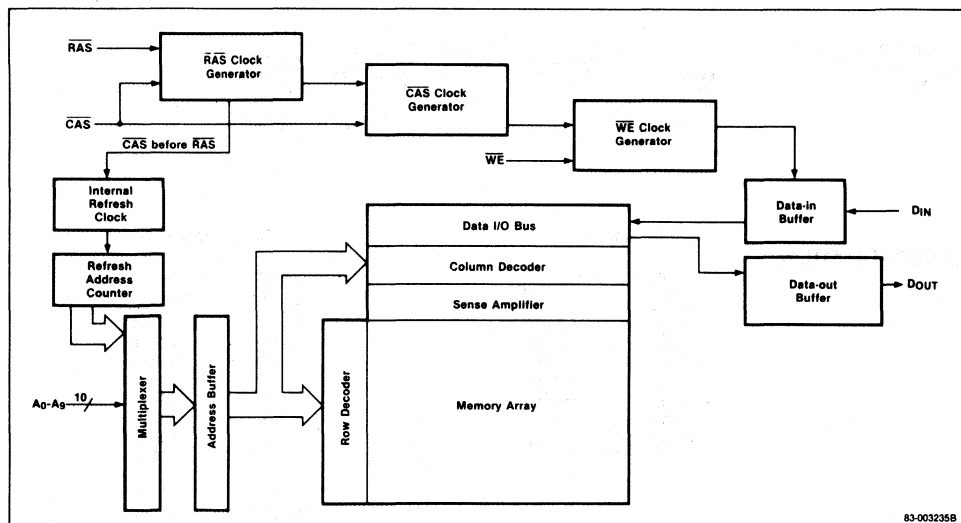 RAS
RAS Clock
Generator
CAS Clock
Generator
CAS
WE Clock
Generator
CAS before RAS
WE
Internal
Refresh
Clock
Data-in
Buffer
DIN
Data I/O Bus
Refresh
Address
Counter
Column Decoder
Data-out
Buffer
DOUT
Sense Amplifier
A0-A9
10
Multiplexer
Address Buffer
Row Decoder
Memory Array
83-003235B